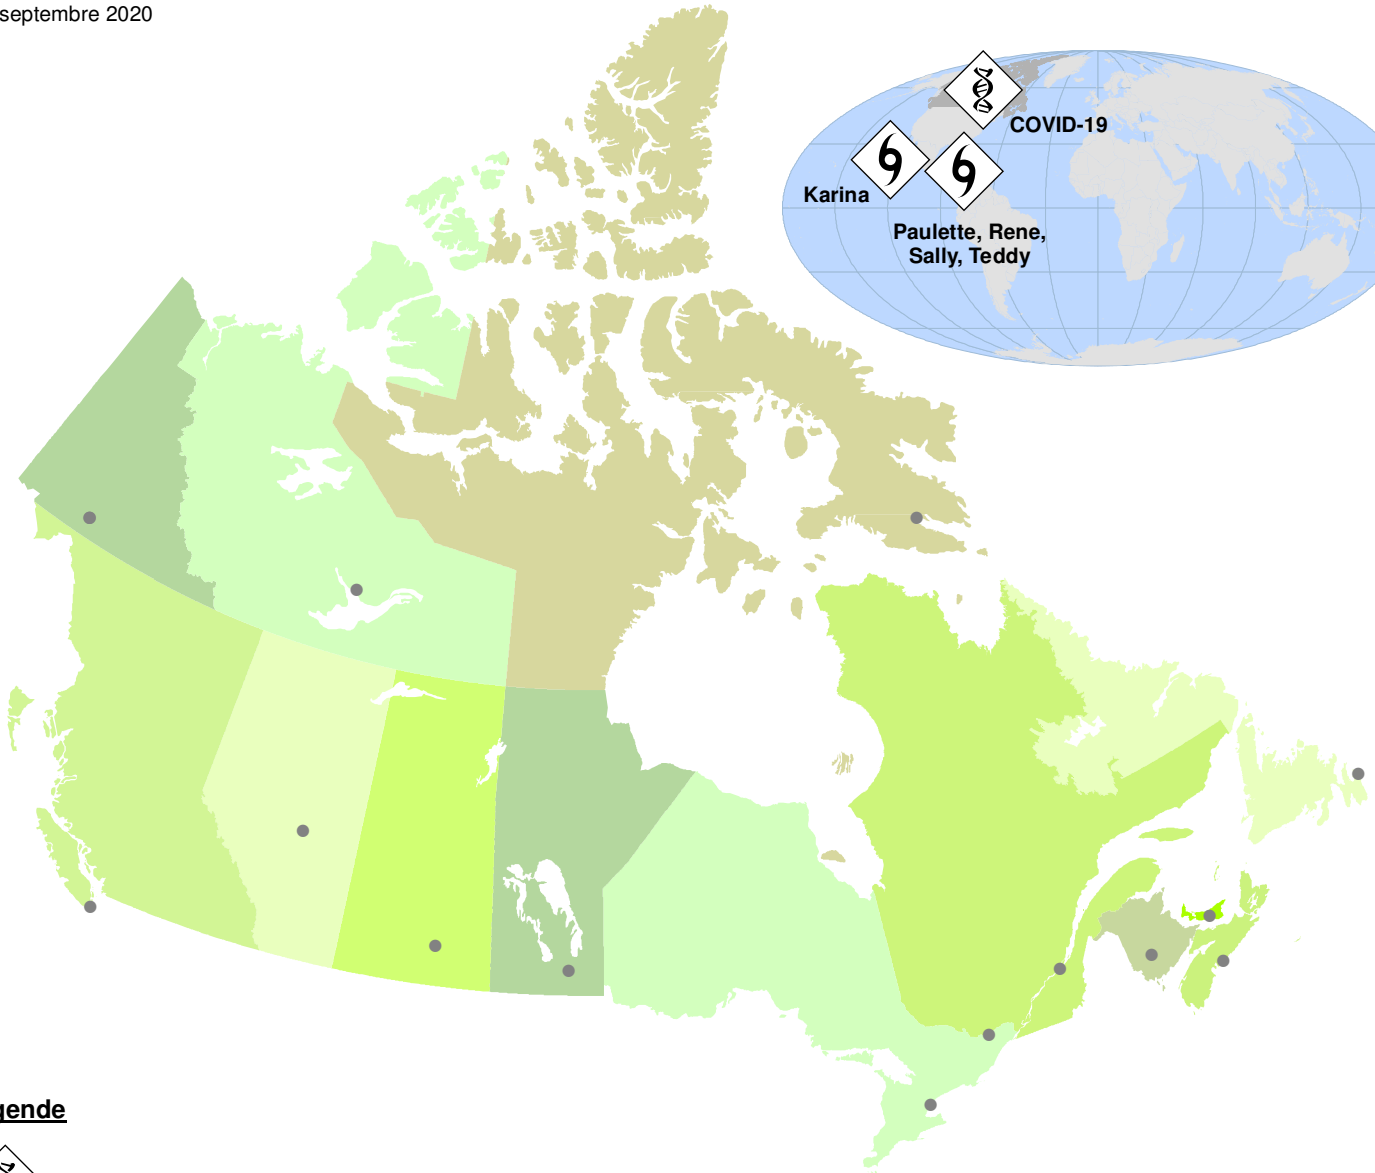 septembre 2020
COVID-19
Karina
Paulette, Rene,
Sally, Teddy
gende